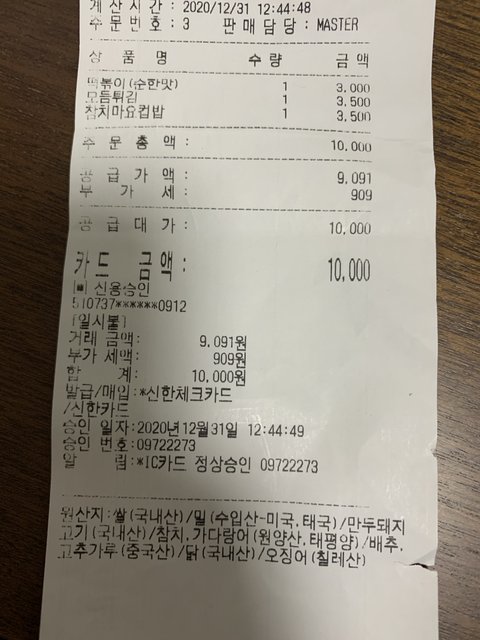 계 산 시 간 : 2020/12/31 12:44:48
주 문 번 호 : 3 판 매 담 당 : MASTER
상 품 명 수 량 금 액
떡볶이(순한맛) 1 3,000
모듬튀김 1 3,500
참치마요컵밥 1 3,500
주 문 총 액 : 10,000
공 급 가 액 : 9,091
부 가 세 : 909
공 급 대 가 : 10,000
카드 금액 : 10,000
신용승인
510737******0912
[일시불]
거래 금액: 9,091원
부가 세액: 909원
합 계: 10,000원
발급/매입:*신한체크카드
/신한카드
승인 일자:2020년12월31일 12:44:49
승인 번호:09722273
알 림:*IC카드 정상승인 09722273
원산지:쌀(국내산)/밀(수입산-미국,태국)/만두돼지
고기(국내산)/참치,가다랑어(원양산,태평양)/배추,
고추가루(중국산)/닭(국내산)/오징어(칠레산)